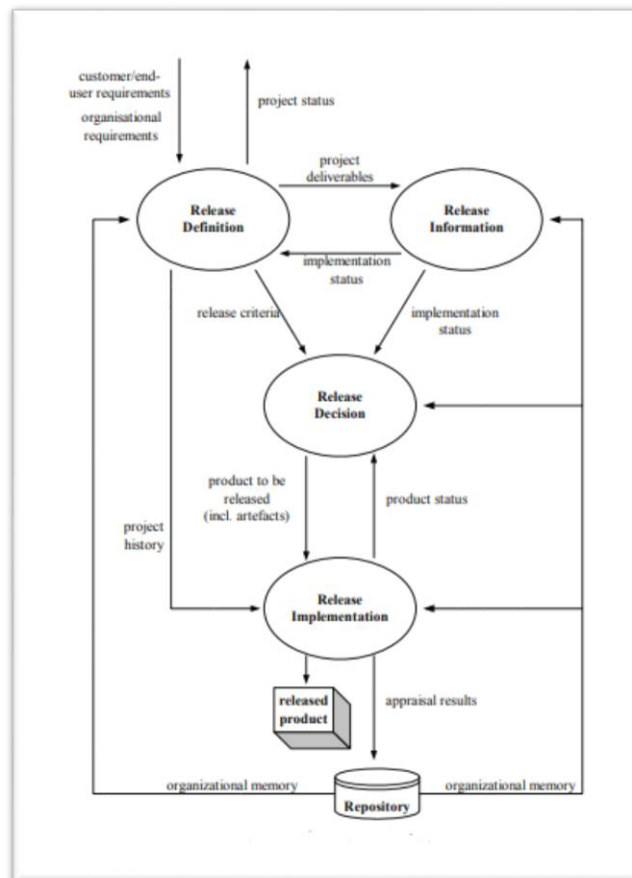 customer/end-
user requirements
organisational
requirements
project status
project
deliverables
Release
Definition
Release
Information
implementation
status
release criteria
implementation
status
Release
Decision
product to be
released
(incl. artefacts)
product status
project
history
Release
Implementation
released
product
appraisal results
organizational memory
organizational memory
Repository